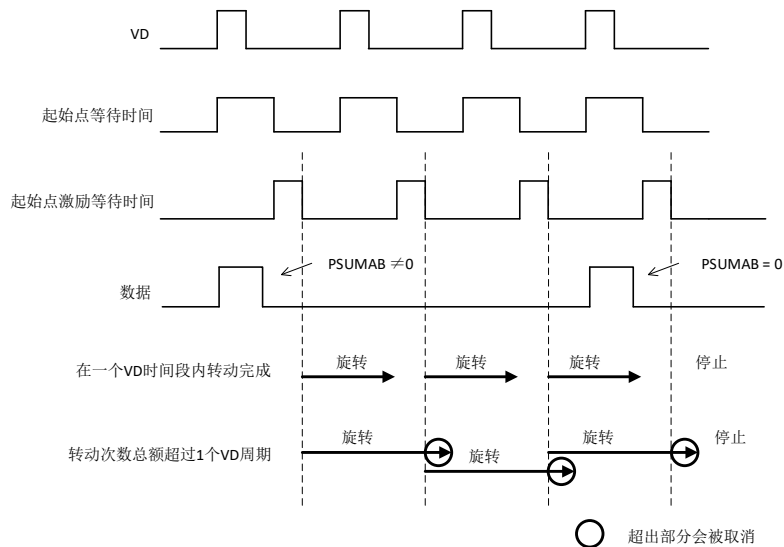 VD
起始点等待时间
起始点激励等待时间
PSUMAB ≠0
PSUMAB = 0
数据
在一个VD时间段内转动完成
旋转
旋转
旋转
停止
转动次数总额超过1个VD周期
旋转
旋转
旋转
停止
超出部分会被取消